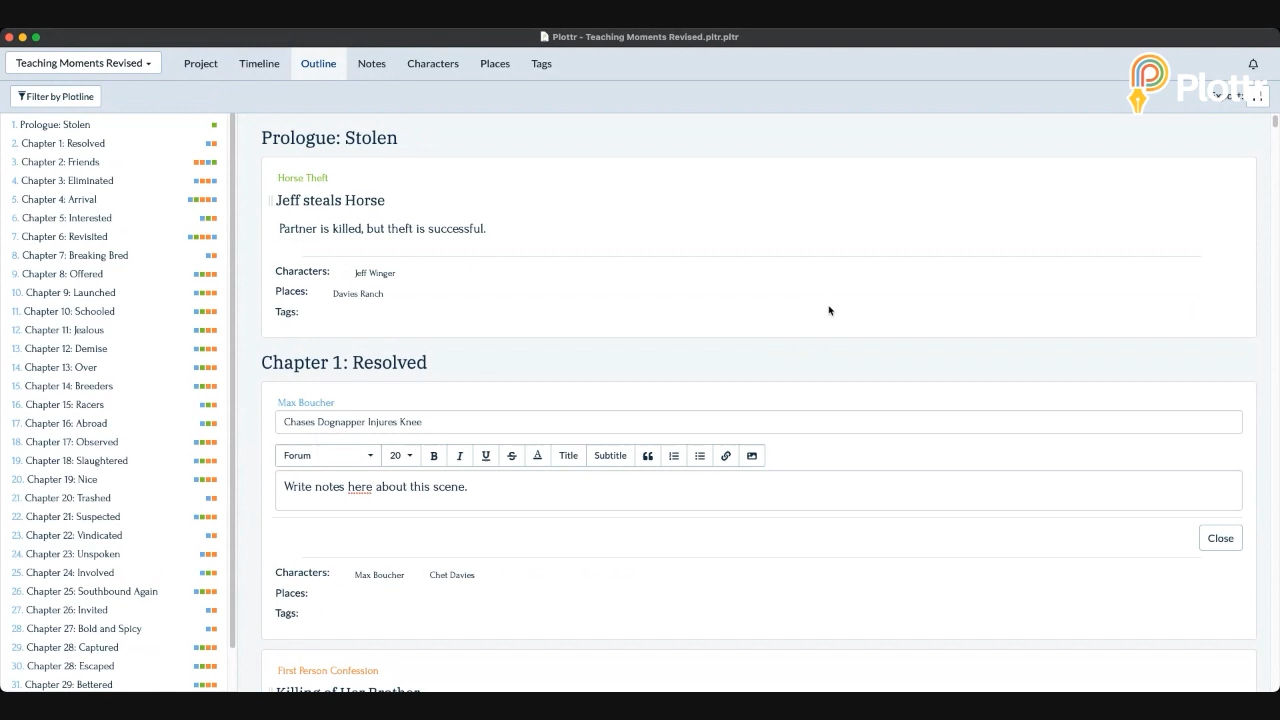 Plottr - Teaching Moments Revised.pltr.pltr
Teaching Moments Revised
Project
Timeline
Outline
Notes
Characters
Places
Tags
Plottr
Filter by Plotline
1. Prologue: Stolen
2. Chapter 1: Resolved
3. Chapter 2: Friends
4. Chapter 3: Eliminated
5. Chapter 4: Arrival
6. Chapter 5: Interested
7. Chapter 6: Revisited
8. Chapter 7: Breaking Bred
9. Chapter 8: Offered
10. Chapter 9: Launched
11. Chapter 10: Schooled
12. Chapter 11: Jealous
13. Chapter 12: Demise
14. Chapter 13: Over
15. Chapter 14: Breeders
16. Chapter 15: Racers
17. Chapter 16: Abroad
18. Chapter 17: Observed
19. Chapter 18: Slaughtered
20. Chapter 19: Nice
21. Chapter 20: Trashed
22. Chapter 21: Suspected
23. Chapter 22: Vindicated
24. Chapter 23: Unspoken
25. Chapter 24: Involved
26. Chapter 25: Southbound Again
27. Chapter 26: Invited
28. Chapter 27: Bold and Spicy
29. Chapter 28: Captured
30. Chapter 28: Escaped
31. Chapter 29: Bettered
Prologue: Stolen
Horse Theft
Jeff steals Horse
Partner is killed, but theft is successful.
Characters: Jeff Winger
Places: Davies Ranch
Tags:
Chapter 1: Resolved
Max Boucher
Chases Dognapper Injures Knee
Forum 20 B I U S A Title Subtitle
Write notes here about this scene.
Close
Characters: Max Boucher Chet Davies
Places:
Tags:
First Person Confession
Killing of Her Brother